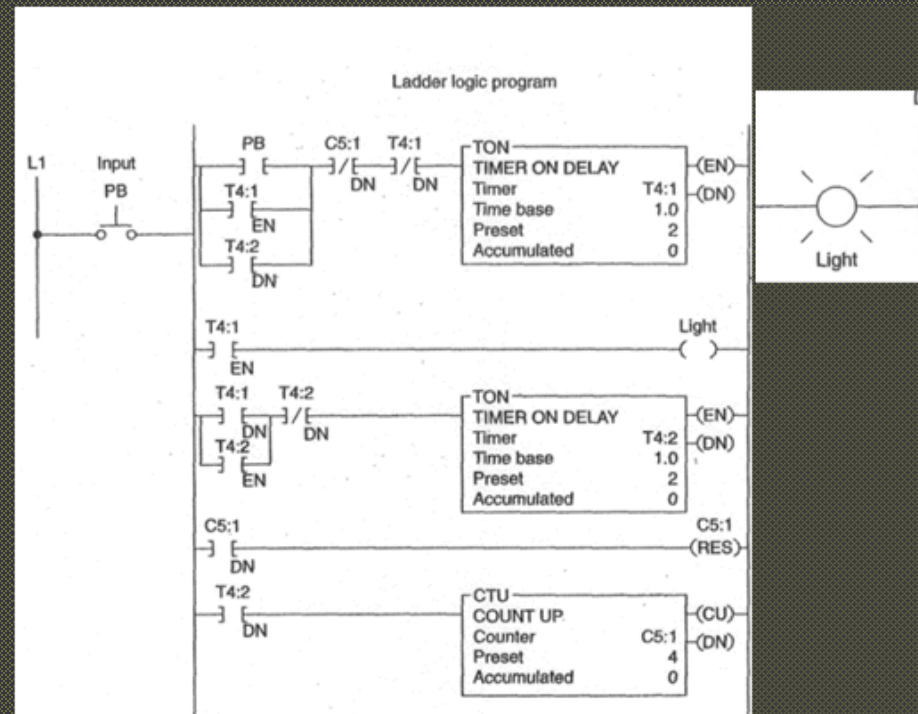 Ladder logic program
L1
Input
PB
PB C5:1 T4:1
DN DN
T4:1
EN
T4:2
DN
TON
TIMER ON DELAY
Timer T4:1
Time base 1.0
Preset 2
Accumulated 0
(EN)
(DN)
Light
T4:1
EN
Light
T4:1 T4:2
DN DN
T4:2
EN
TON
TIMER ON DELAY
Timer T4:2
Time base 1.0
Preset 2
Accumulated 0
(EN)
(DN)
C5:1
DN
C5:1
(RES)
T4:2
DN
CTU
COUNT UP
Counter C5:1
Preset 4
Accumulated 0
(CU)
(DN)